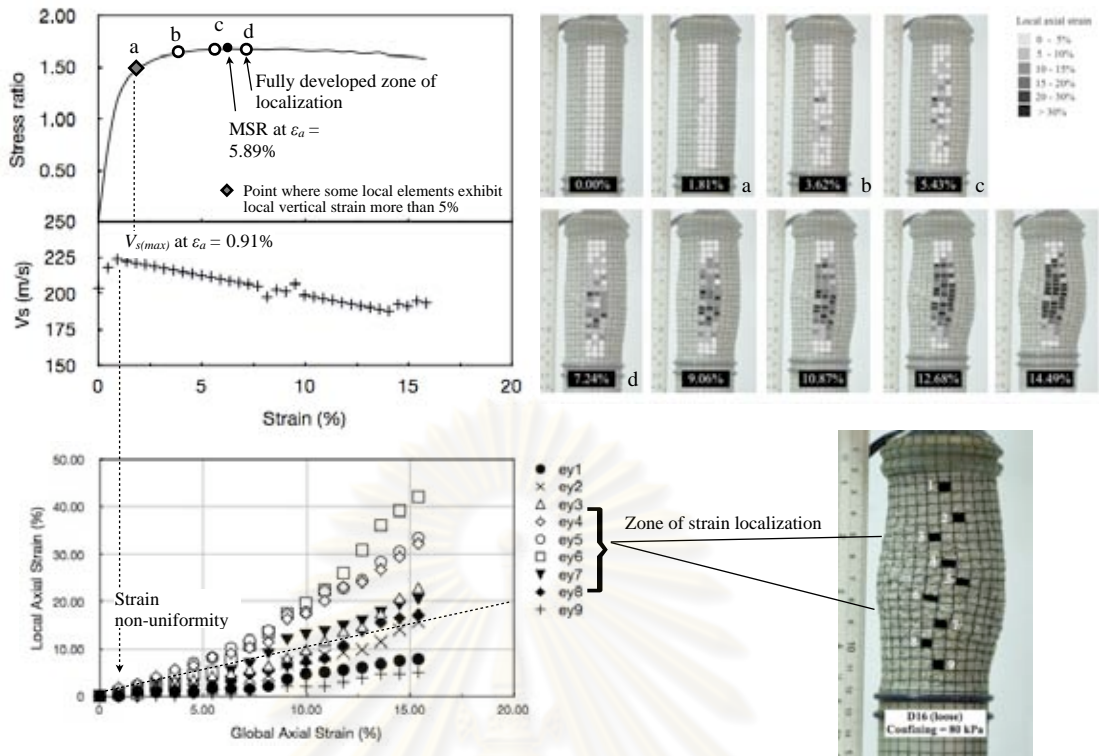 2.00
1.50
1.00
0.50
0
Stress ratio
a
b
c
d
Fully developed zone of
localization
MSR at εa =
5.89%
Point where some local elements exhibit
local vertical strain more than 5%
250
225
200
175
150
Vs (m/s)
Vs(max) at εa = 0.91%
0
5
10
15
20
Strain (%)
Local axial strain
0 - 5%
5 - 10%
10 - 15%
15 - 20%
20 - 30%
> 30%
0.00%
1.81%
a
3.62%
b
5.43%
c
7.24%
d
9.06%
10.87%
12.68%
14.49%
50.00
40.00
30.00
20.00
10.00
0
Local Axial Strain (%)
Strain
non-uniformity
0
5.00
10.00
15.00
20.00
Global Axial Strain (%)
ey1
ey2
ey3
ey4
ey5
ey6
ey7
ey8
ey9
Zone of strain localization
D16 (loose)
Confining = 80 kPa